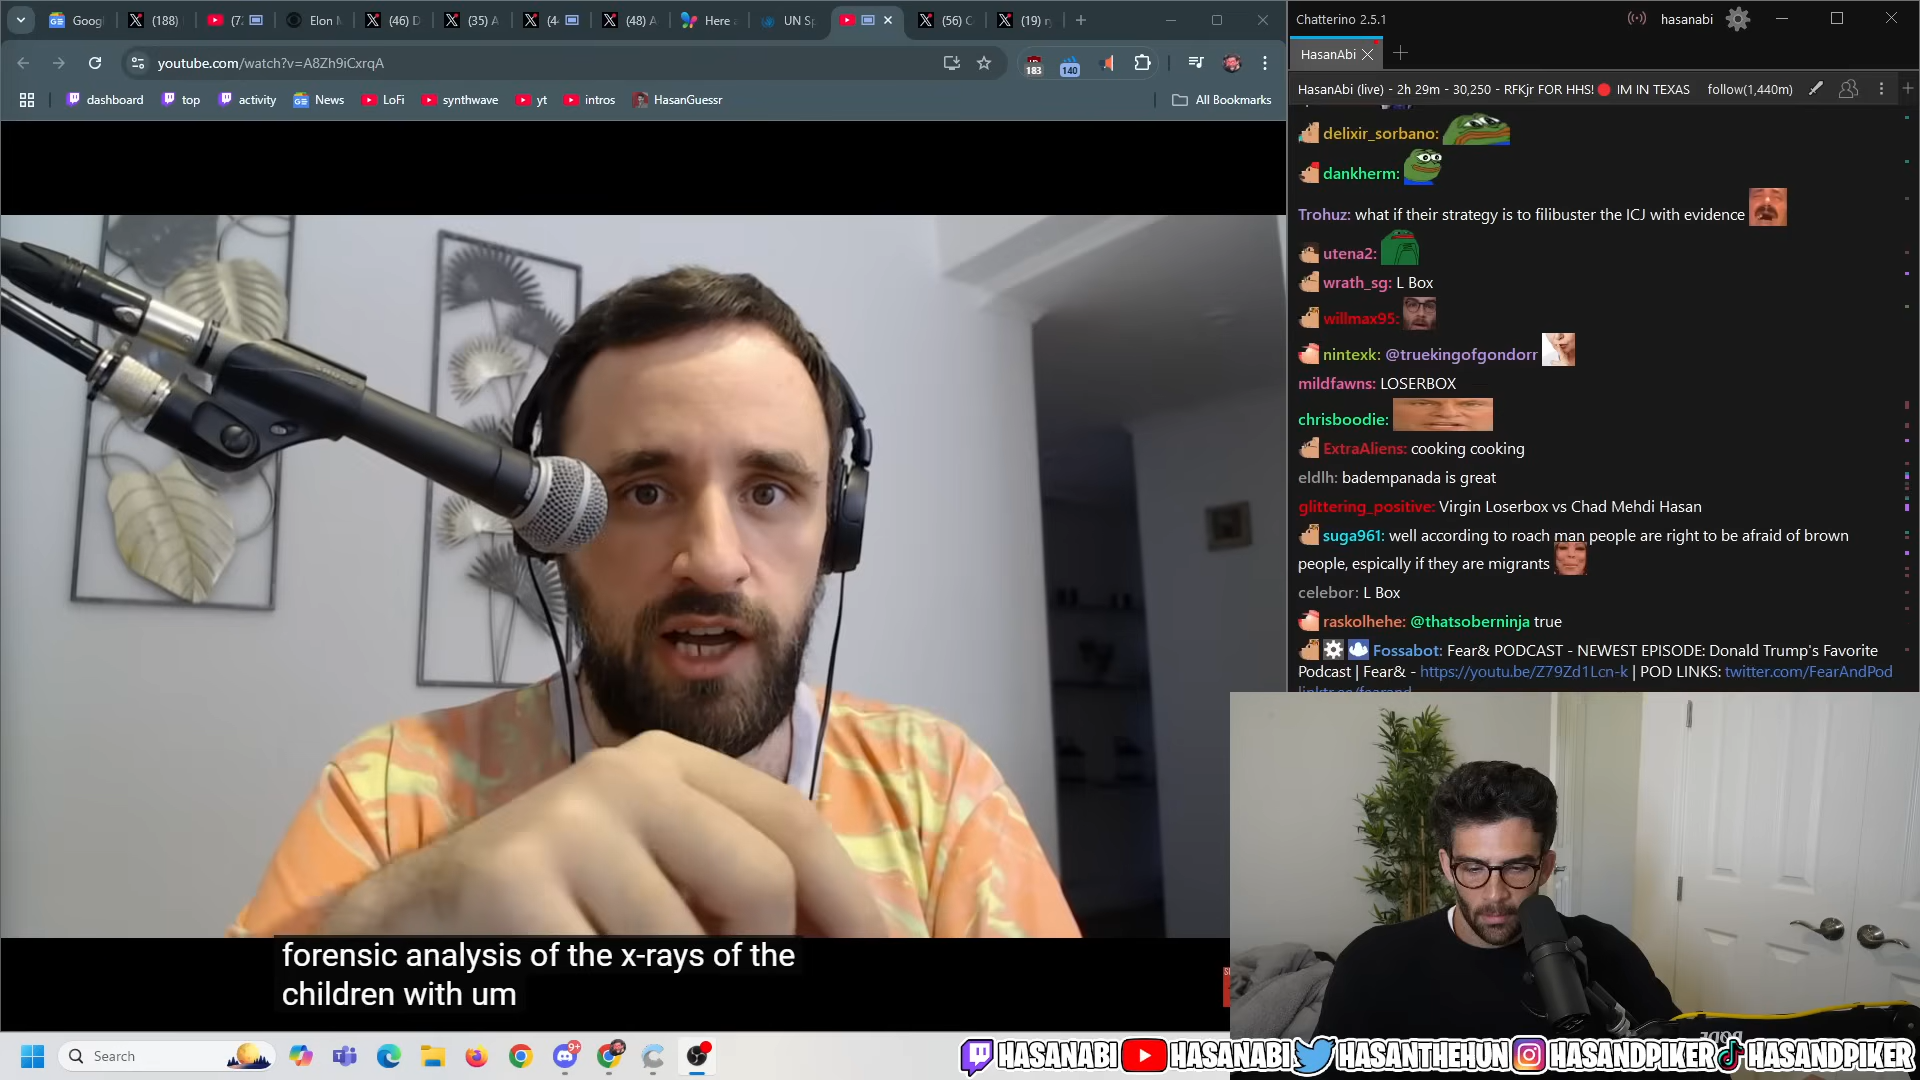 Googl
(188)
(7
Elon M
(46) D
(35) A
(4
(48) A
Here a
UN Sp
(56) C
(19) n
youtube.com/watch?v=A8Zh9iCxrqA
183
140
dashboard
top
activity
News
LoFi
synthwave
yt
intros
HasanGuessr
All Bookmarks
forensic analysis of the x-rays of the
children with um
Search
9+
Chatterino 2.5.1
hasanabi
HasanAbi
HasanAbi (live) - 2h 29m - 30,250 - RFKjr FOR HHS! 🔴 IM IN TEXAS
follow(1,440m)
delixir_sorbano:
dankherm:
Trohuz: what if their strategy is to filibuster the ICJ with evidence
utena2:
wrath_sg: L Box
willmax95:
nintexk: @truekingofgondorr
mildfawns: LOSERBOX
chrisboodie:
ExtraAliens: cooking cooking
eldlh: badempanada is great
glittering_positive: Virgin Loserbox vs Chad Mehdi Hasan
suga961: well according to roach man people are right to be afraid of brown
people, espically if they are migrants
celebor: L Box
raskolhehe: @thatsoberninja true
Fossabot: Fear& PODCAST - NEWEST EPISODE: Donald Trump's Favorite
Podcast | Fear& - https://youtu.be/Z79Zd1Lcn-k | POD LINKS: twitter.com/FearAndPod
HASANABI HASANABI HASANTHEHUN HASANDPIKER HASANDPIKER